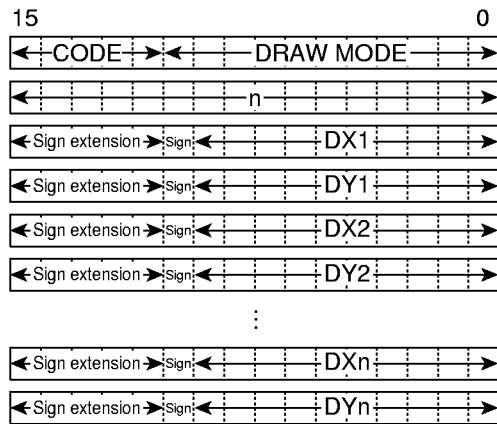 15 0
CODE DRAW MODE
n
Sign extension Sign DX1
Sign extension Sign DY1
Sign extension Sign DX2
Sign extension Sign DY2
⋮
Sign extension Sign DXn
Sign extension Sign DYn